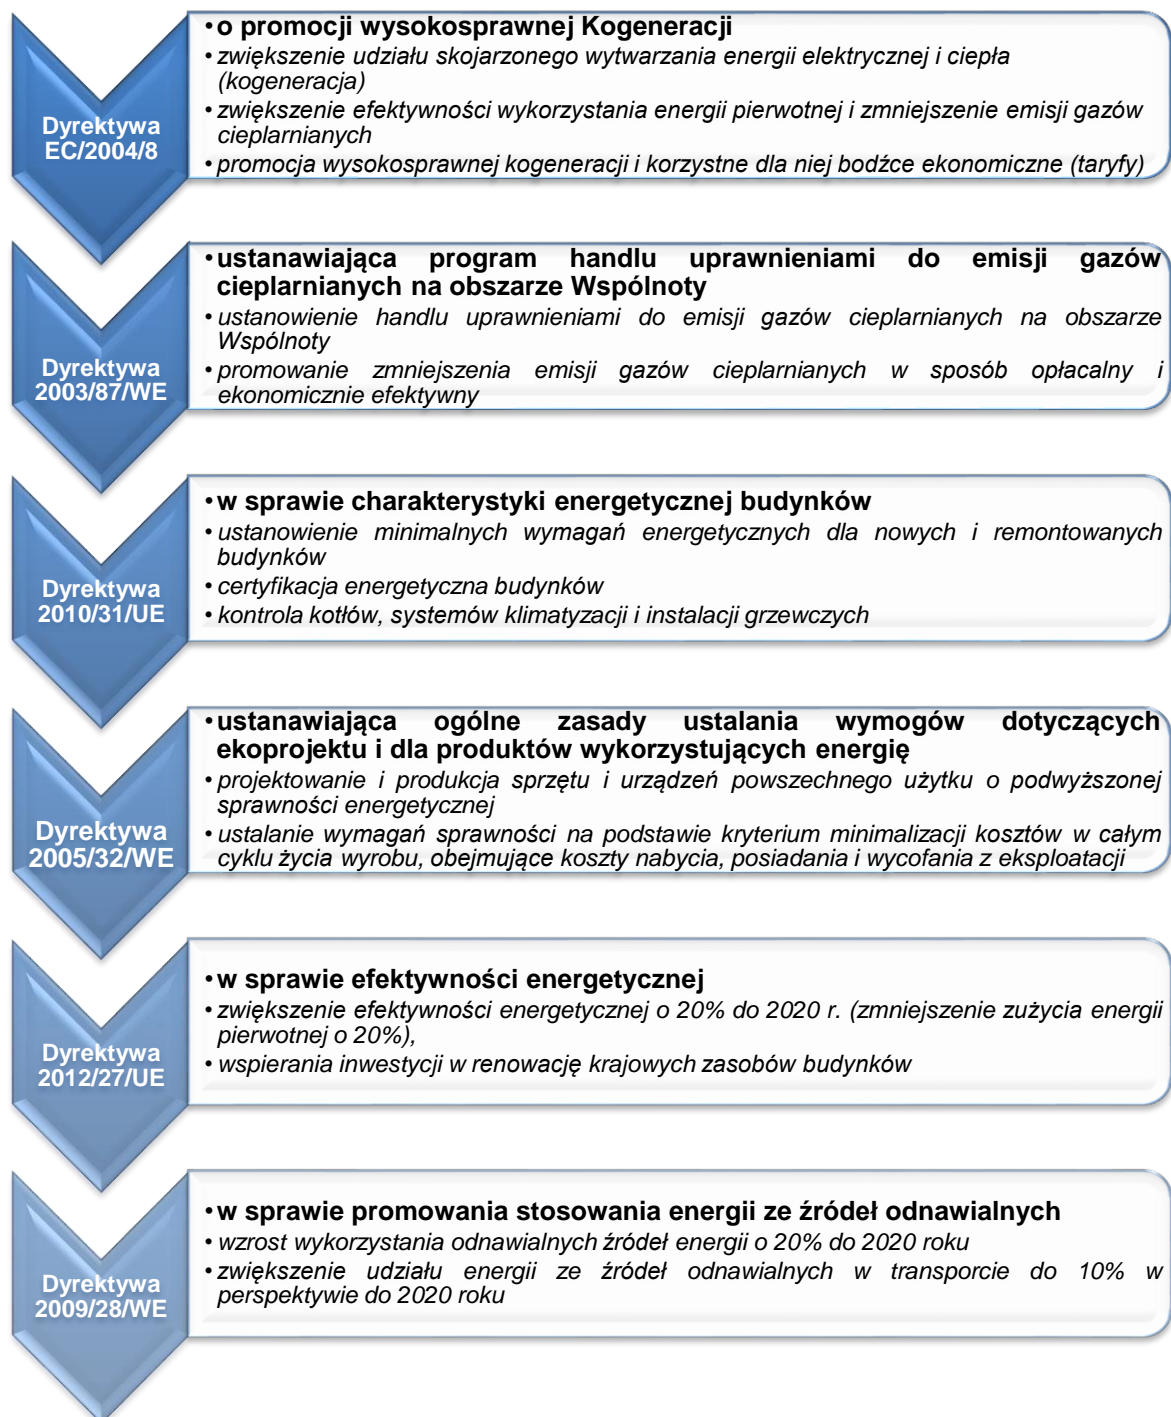 Dyrektywa
EC/2004/8
•o promocji wysokosprawnej Kogeneracji
•zwiększenie udziału skojarzonego wytwarzania energii elektrycznej i ciepła
(kogeneracja)
•zwiększenie efektywności wykorzystania energii pierwotnej i zmniejszenie emisji gazów
cieplarnianych
•promocja wysokosprawnej kogeneracji i korzystne dla niej bodźce ekonomiczne (taryfy)
Dyrektywa
2003/87/WE
•ustanawiająca program handlu uprawnieniami do emisji gazów
cieplarnianych na obszarze Wspólnoty
•ustanowienie handlu uprawnieniami do emisji gazów cieplarnianych na obszarze
Wspólnoty
•promowanie zmniejszenia emisji gazów cieplarnianych w sposób opłacalny i
ekonomicznie efektywny
Dyrektywa
2010/31/UE
•w sprawie charakterystyki energetycznej budynków
•ustanowienie minimalnych wymagań energetycznych dla nowych i remontowanych
budynków
•certyfikacja energetyczna budynków
•kontrola kotłów, systemów klimatyzacji i instalacji grzewczych
Dyrektywa
2005/32/WE
•ustanawiająca ogólne zasady ustalania wymogów dotyczących
ekoprojektu i dla produktów wykorzystujących energię
•projektowanie i produkcja sprzętu i urządzeń powszechnego użytku o podwyższonej
sprawności energetycznej
•ustalanie wymagań sprawności na podstawie kryterium minimalizacji kosztów w całym
cyklu życia wyrobu, obejmujące koszty nabycia, posiadania i wycofania z eksploatacji
Dyrektywa
2012/27/UE
•w sprawie efektywności energetycznej
•zwiększenie efektywności energetycznej o 20% do 2020 r. (zmniejszenie zużycia energii
pierwotnej o 20%),
•wspierania inwestycji w renowację krajowych zasobów budynków
Dyrektywa
2009/28/WE
•w sprawie promowania stosowania energii ze źródeł odnawialnych
•wzrost wykorzystania odnawialnych źródeł energii o 20% do 2020 roku
•zwiększenie udziału energii ze źródeł odnawialnych w transporcie do 10% w
perspektywie do 2020 roku